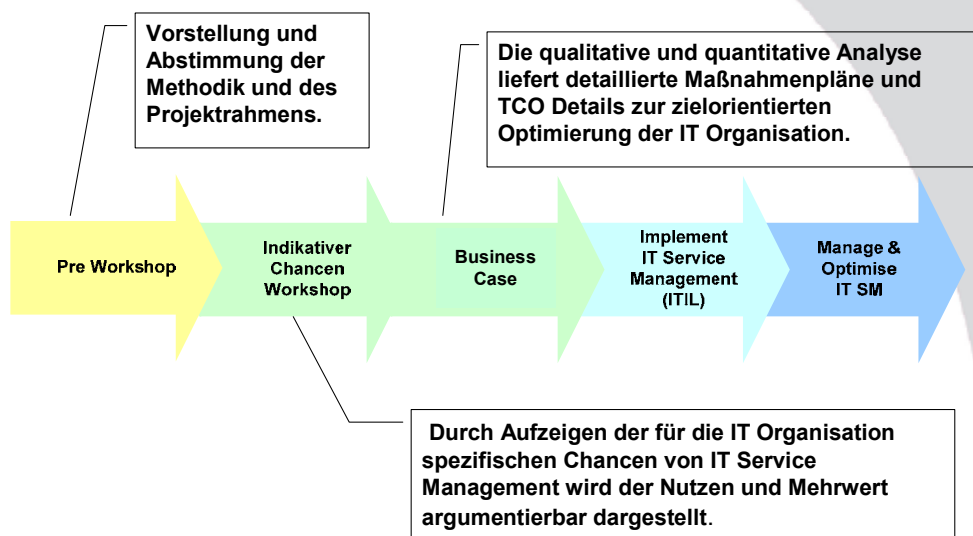 Vorstellung und
Abstimmung der
Methodik und des
Projektrahmens.
Die qualitative und quantitative Analyse
liefert detaillierte Maßnahmenpläne und
TCO Details zur zielorientierten
Optimierung der IT Organisation.
Pre Workshop
Indikativer
Chancen
Workshop
Business
Case
Implement
IT Service
Management
(ITIL)
Manage &
Optimise
IT SM
Durch Aufzeigen der für die IT Organisation
spezifischen Chancen von IT Service
Management wird der Nutzen und Mehrwert
argumentierbar dargestellt.